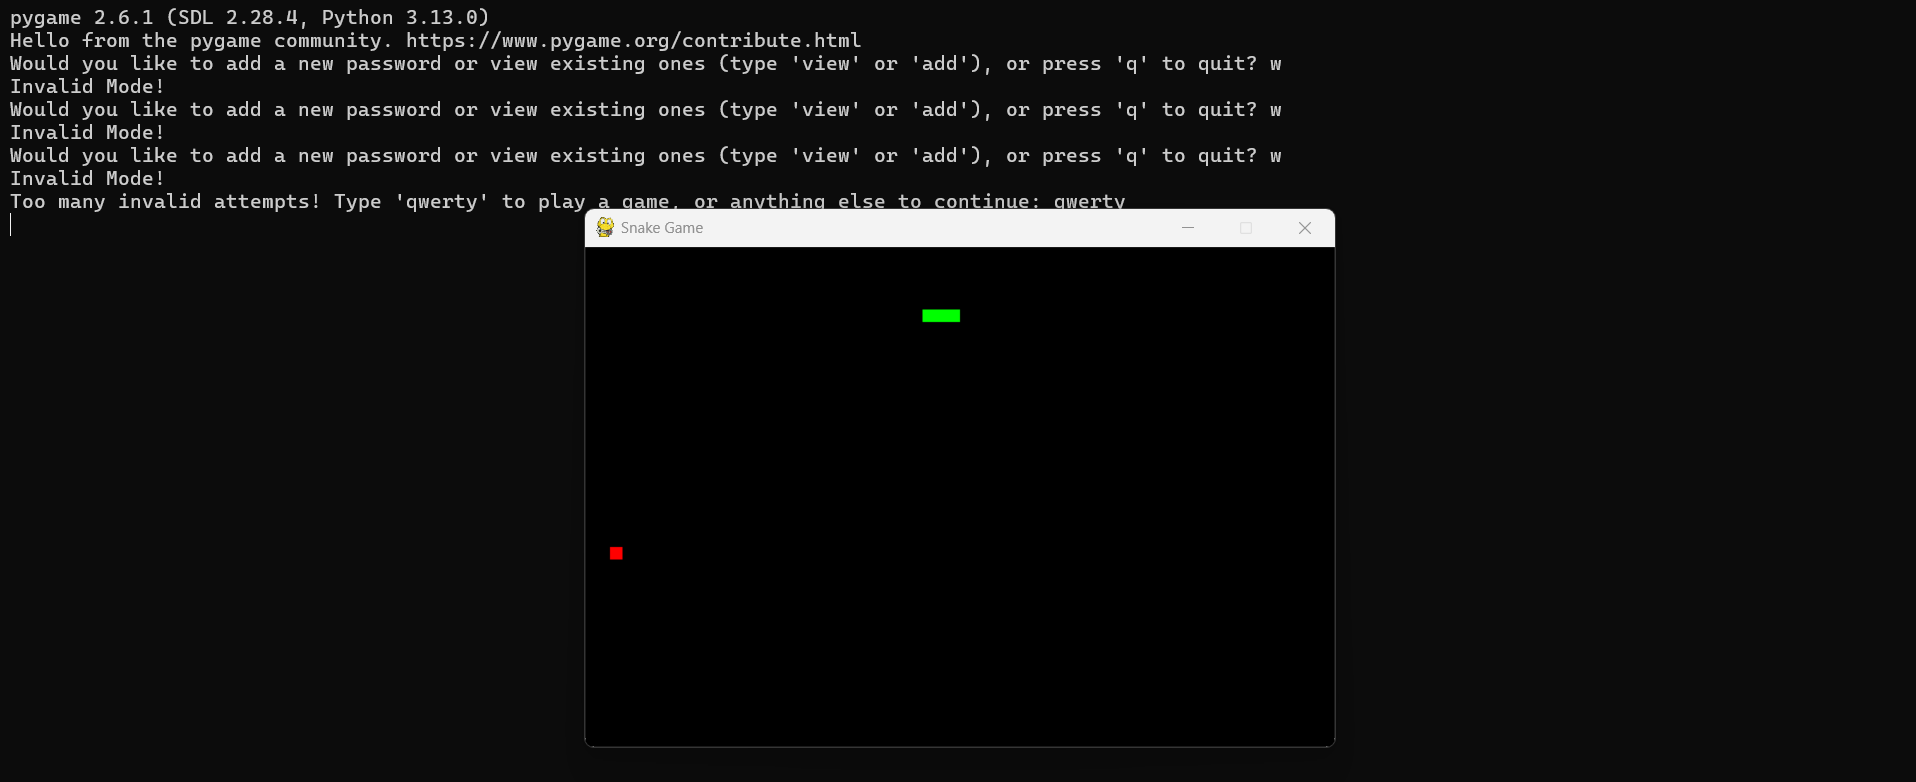 pygame 2.6.1 (SDL 2.28.4, Python 3.13.0)
Hello from the pygame community. https://www.pygame.org/contribute.html
Would you like to add a new password or view existing ones (type 'view' or 'add'), or press 'q' to quit? w
Invalid Mode!
Would you like to add a new password or view existing ones (type 'view' or 'add'), or press 'q' to quit? w
Invalid Mode!
Would you like to add a new password or view existing ones (type 'view' or 'add'), or press 'q' to quit? w
Invalid Mode!
Too many invalid attempts! Type 'qwerty' to play a game, or anything else to continue: qwerty
Snake Game